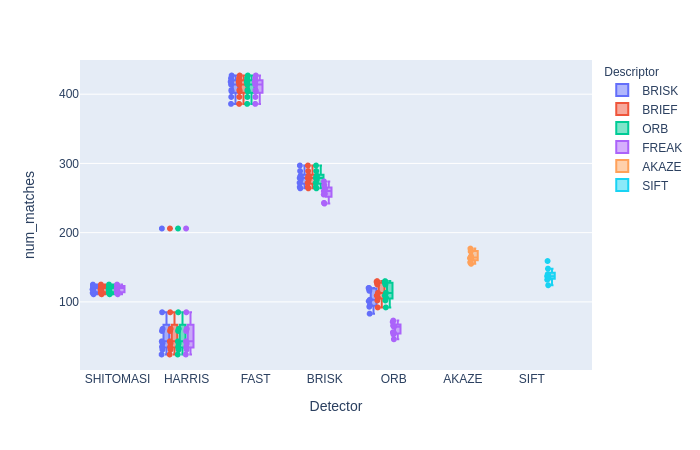 Descriptor
BRISK
BRIEF
ORB
FREAK
AKAZE
SIFT
num_matches
400
300
200
100
SHITOMASI HARRIS FAST BRISK ORB AKAZE SIFT
Detector